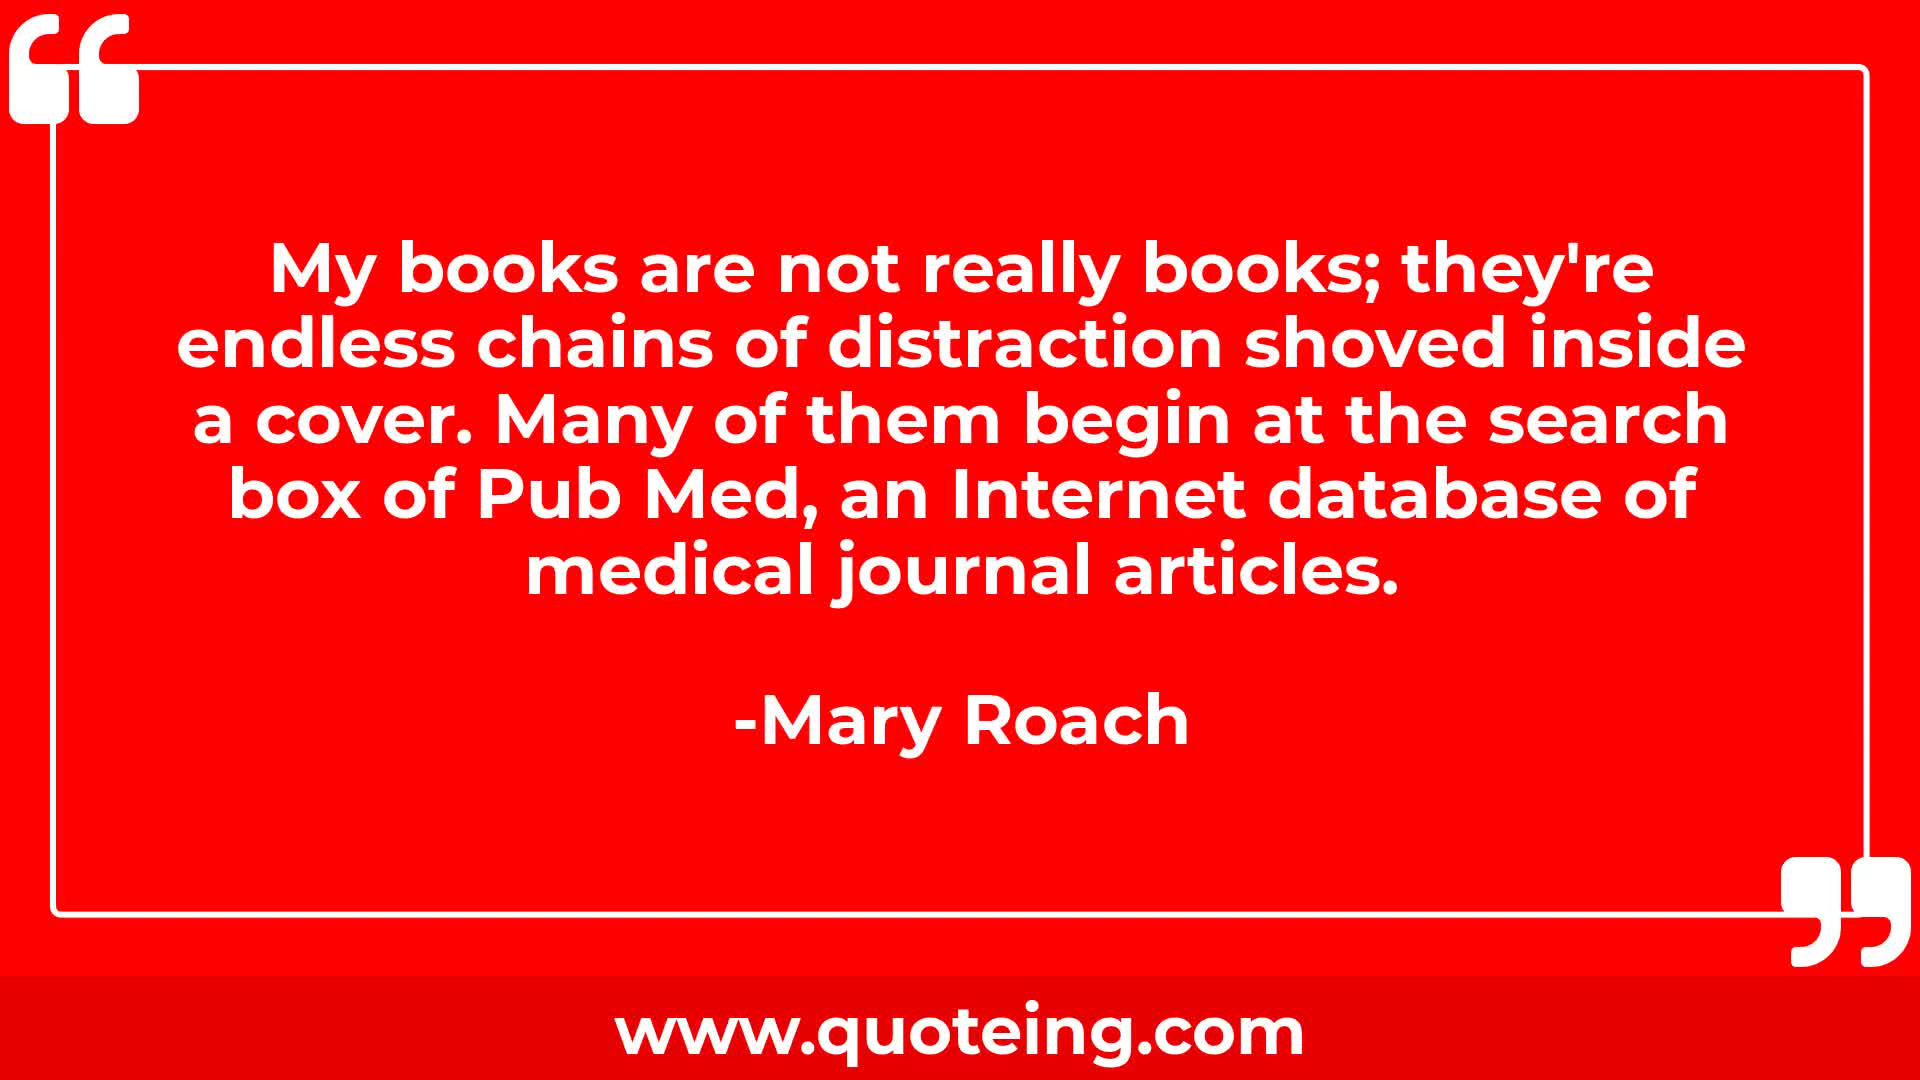 My books are not really books; they're
endless chains of distraction shoved inside
a cover. Many of them begin at the search
box of Pub Med, an Internet database of
medical journal articles.
-Mary Roach
www.quoteing.com